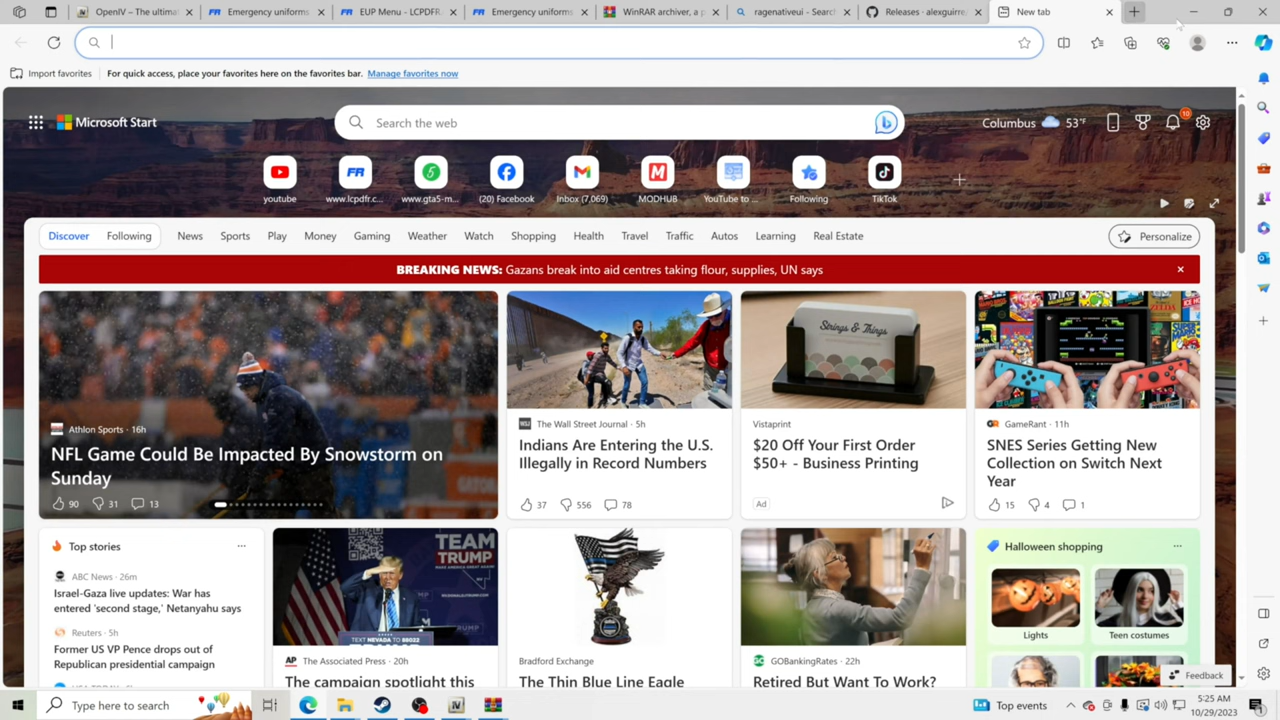 OpenIV – The ultimat
Emergency uniforms
EUP Menu - LCPDFR.
Emergency uniforms
WinRAR archiver, a p
ragenativeui - Search
Releases · alexguirre/
New tab
Import favorites
For quick access, place your favorites here on the favorites bar. Manage favorites now
Microsoft Start
Search the web
Columbus 53°F
10
youtube
www.lcpdfr.c...
www.gta5-m...
(20) Facebook
Inbox (7,069)
MODHUB
YouTube to ...
Following
TikTok
Discover
Following
News
Sports
Play
Money
Gaming
Weather
Watch
Shopping
Health
Travel
Traffic
Autos
Learning
Real Estate
Personalize
BREAKING NEWS: Gazans break into aid centres taking flour, supplies, UN says
Athlon Sports · 16h
NFL Game Could Be Impacted By Snowstorm on
Sunday
90
31
13
The Wall Street Journal · 5h
Indians Are Entering the U.S.
Illegally in Record Numbers
37
556
78
Strings & Things
Vistaprint
$20 Off Your First Order
$50+ - Business Printing
Ad
GameRant · 11h
SNES Series Getting New
Collection on Switch Next
Year
15
4
1
Top stories
ABC News · 26m
Israel-Gaza live updates: War has
entered 'second stage,' Netanyahu says
Reuters · 5h
Former US VP Pence drops out of
Republican presidential campaign
TEAM
TRUMP
TEXT NEVADA TO 88022
AP The Associated Press · 20h
The campaign spotlight this
Bradford Exchange
The Thin Blue Line Eagle
GOBankingRates · 22h
Retired But Want To Work?
Halloween shopping
Lights
Teen costumes
Feedback
Type here to search
Top events
5:25 AM
10/29/2023